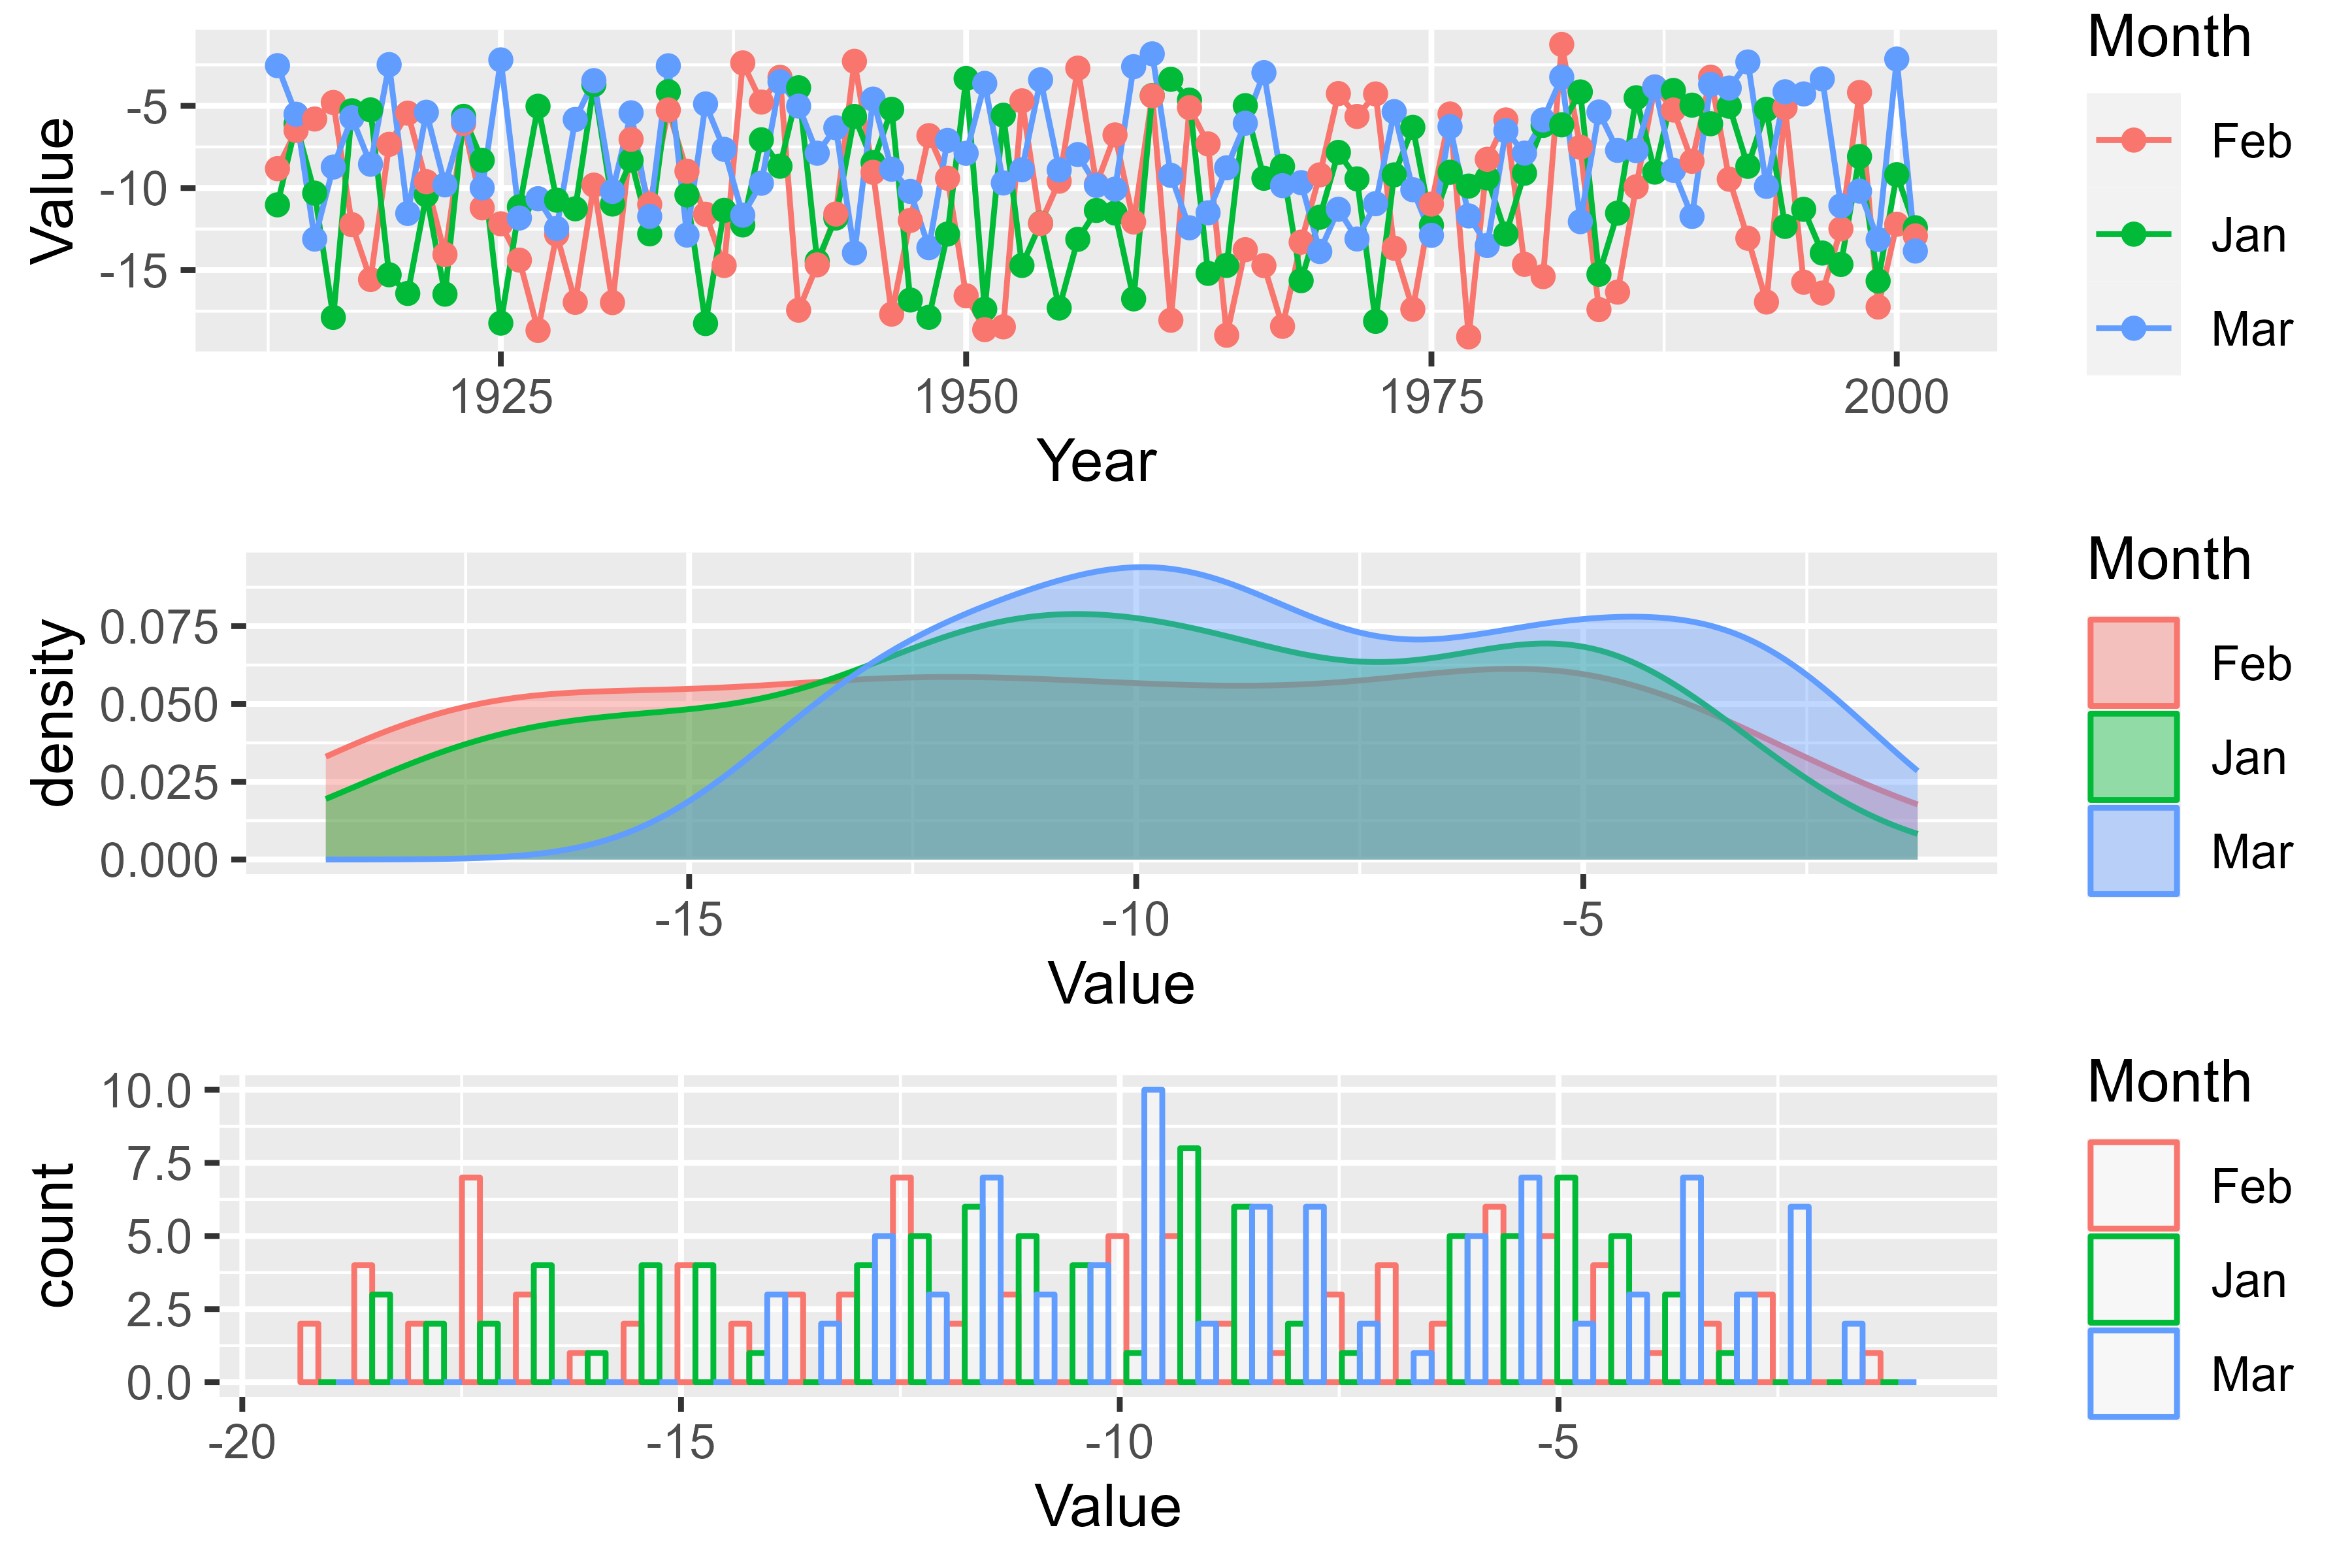 Month
Feb
Jan
Mar
Value
-5
-10
-15
1925 1950 1975 2000
Year
Month
Feb
Jan
Mar
density
0.075
0.050
0.025
0.000
-15 -10 -5
Value
Month
Feb
Jan
Mar
count
10.0
7.5
5.0
2.5
0.0
-20 -15 -10 -5
Value